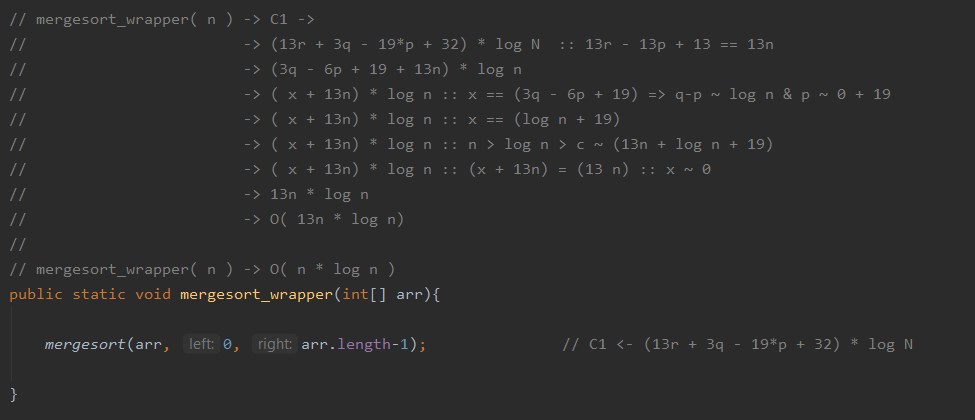 // mergesort_wrapper( n ) -> C1 ->
// -> (13r + 3q - 19*p + 32) * log N :: 13r - 13p + 13 == 13n
// -> (3q - 6p + 19 + 13n) * log n
// -> ( x + 13n) * log n :: x == (3q - 6p + 19) => q-p ~ log n & p ~ 0 + 19
// -> ( x + 13n) * log n :: x == (log n + 19)
// -> ( x + 13n) * log n :: n > log n > c ~ (13n + log n + 19)
// -> ( x + 13n) * log n :: (x + 13n) = (13 n) :: x ~ 0
// -> 13n * log n
// -> O( 13n * log n)
//
// mergesort_wrapper( n ) -> O( n * log n )
public static void mergesort_wrapper(int[] arr){
mergesort(arr, left: 0, right: arr.length-1); // C1 <- (13r + 3q - 19*p + 32) * log N
}